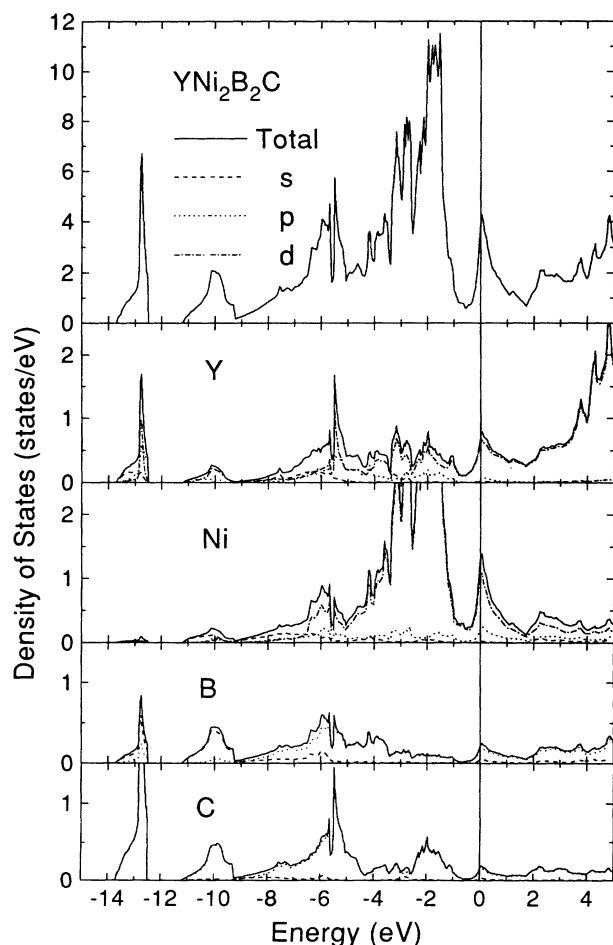 12
10
8
6
4
2
0
YNi₂B₂C
Total
s
p
d
Density of States (states/eV)
2
1
0
Y
2
1
0
Ni
1
0
B
1
0
C
-14 -12 -10 -8 -6 -4 -2 0 2 4
Energy (eV)